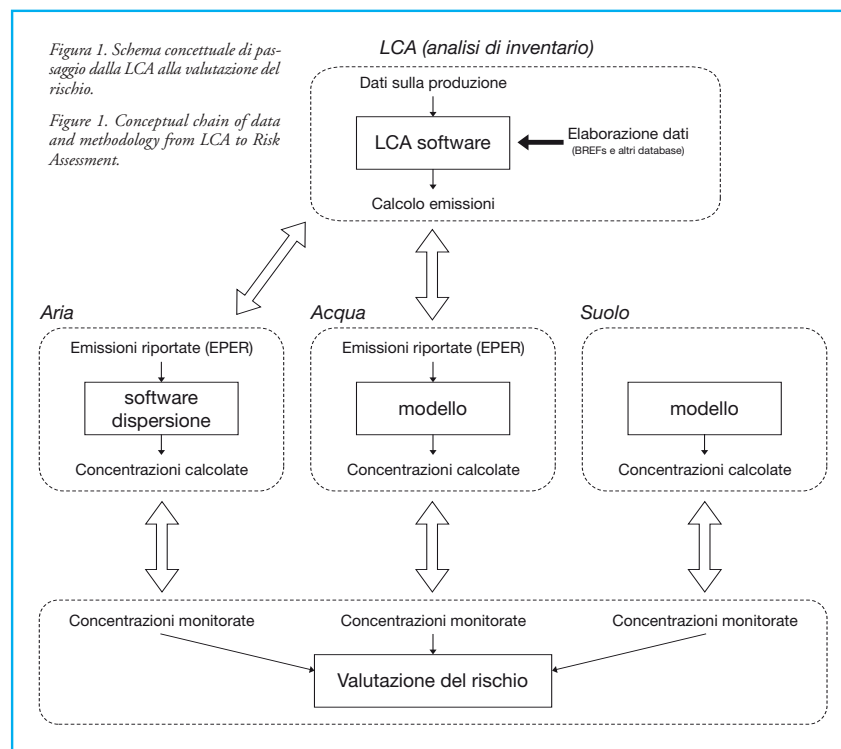 Figura 1. Schema concettuale di pas-
saggio dalla LCA alla valutazione del
rischio.
Figure 1. Conceptual chain of data
and methodology from LCA to Risk
Assessment.
LCA (analisi di inventario)
Dati sulla produzione
LCA software
Elaborazione dati
(BREFs e altri database)
Calcolo emissioni
Aria
Emissioni riportate (EPER)
software
dispersione
Concentrazioni calcolate
Acqua
Emissioni riportate (EPER)
modello
Concentrazioni calcolate
Suolo
modello
Concentrazioni calcolate
Concentrazioni monitorate
Concentrazioni monitorate
Concentrazioni monitorate
Valutazione del rischio